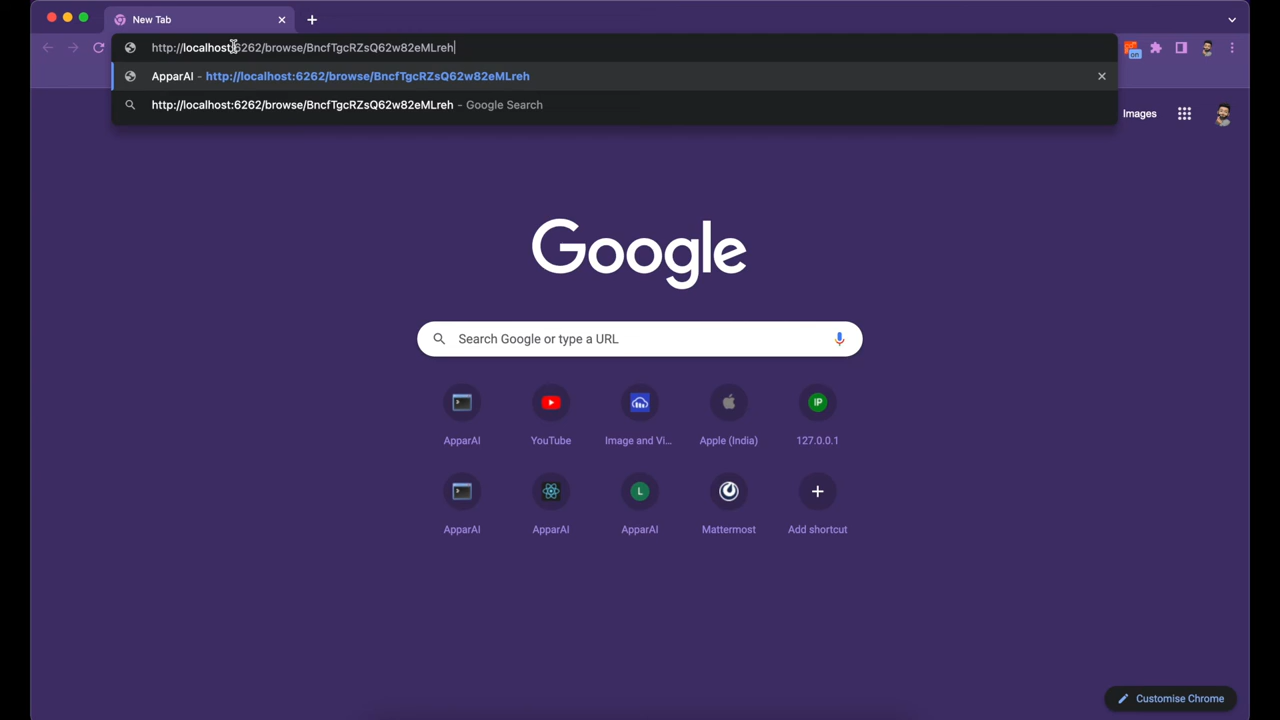 New Tab
http://localhost:6262/browse/BncfTgcRZsQ62w82eMLreh
on
ApparAI - http://localhost:6262/browse/BncfTgcRZsQ62w82eMLreh
http://localhost:6262/browse/BncfTgcRZsQ62w82eMLreh - Google Search
Images
Google
Search Google or type a URL
IP
ApparAI YouTube Image and Vi... Apple (India) 127.0.0.1
L
ApparAI ApparAI ApparAI Mattermost Add shortcut
Customise Chrome